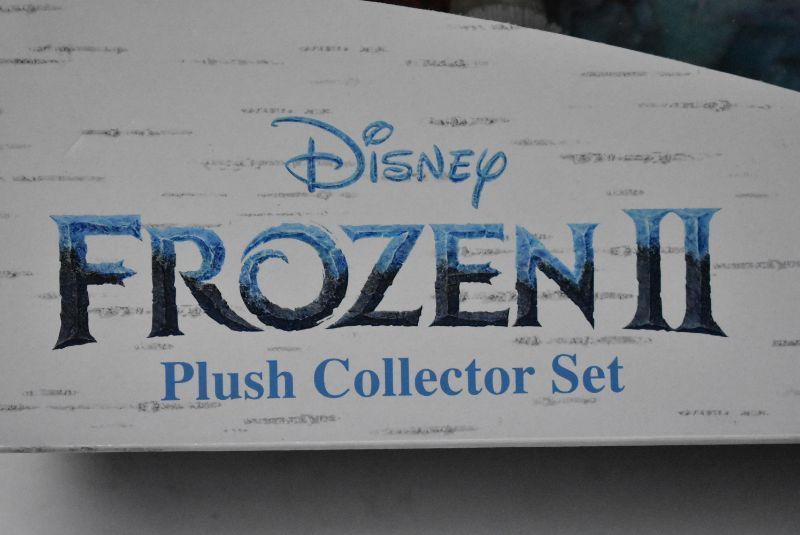 Disney
FROZEN II
Plush Collector Set